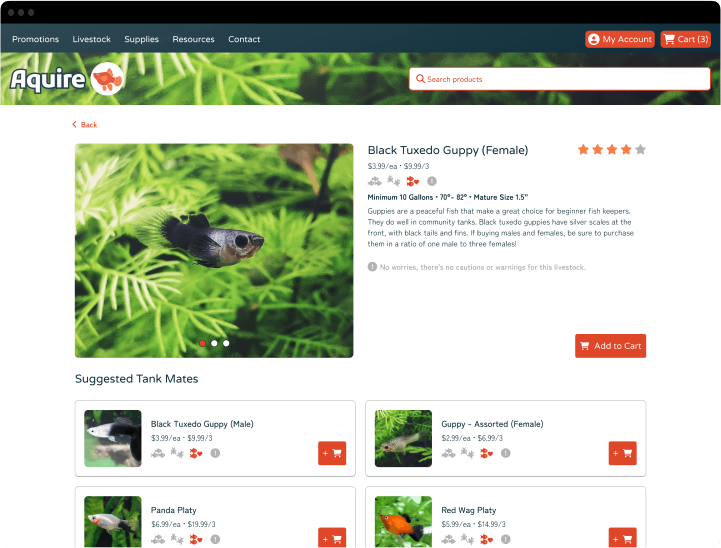 Promotions Livestock Supplies Resources Contact My Account Cart (3)
Aquire
Search products
Back
Black Tuxedo Guppy (Female)
$3.99/ea • $9.99/3
Minimum 10 Gallons • 70°- 82° • Mature Size 1.5"
Guppies are a peaceful fish that make a great choice for beginner fish keepers.
They do well in community tanks. Black tuxedo guppies have silver scales at the
front, with black tails and fins. If buying males and females, be sure to purchase
them in a ratio of one male to three females!
No worries, there's no cautions or warnings for this livestock.
Add to Cart
Suggested Tank Mates
Black Tuxedo Guppy (Male)
$3.99/ea • $9.99/3
+
Guppy - Assorted (Female)
$2.99/ea • $6.99/3
+
Panda Platy
$6.99/ea • $19.99/3
+
Red Wag Platy
$5.99/ea • $14.99/3
+